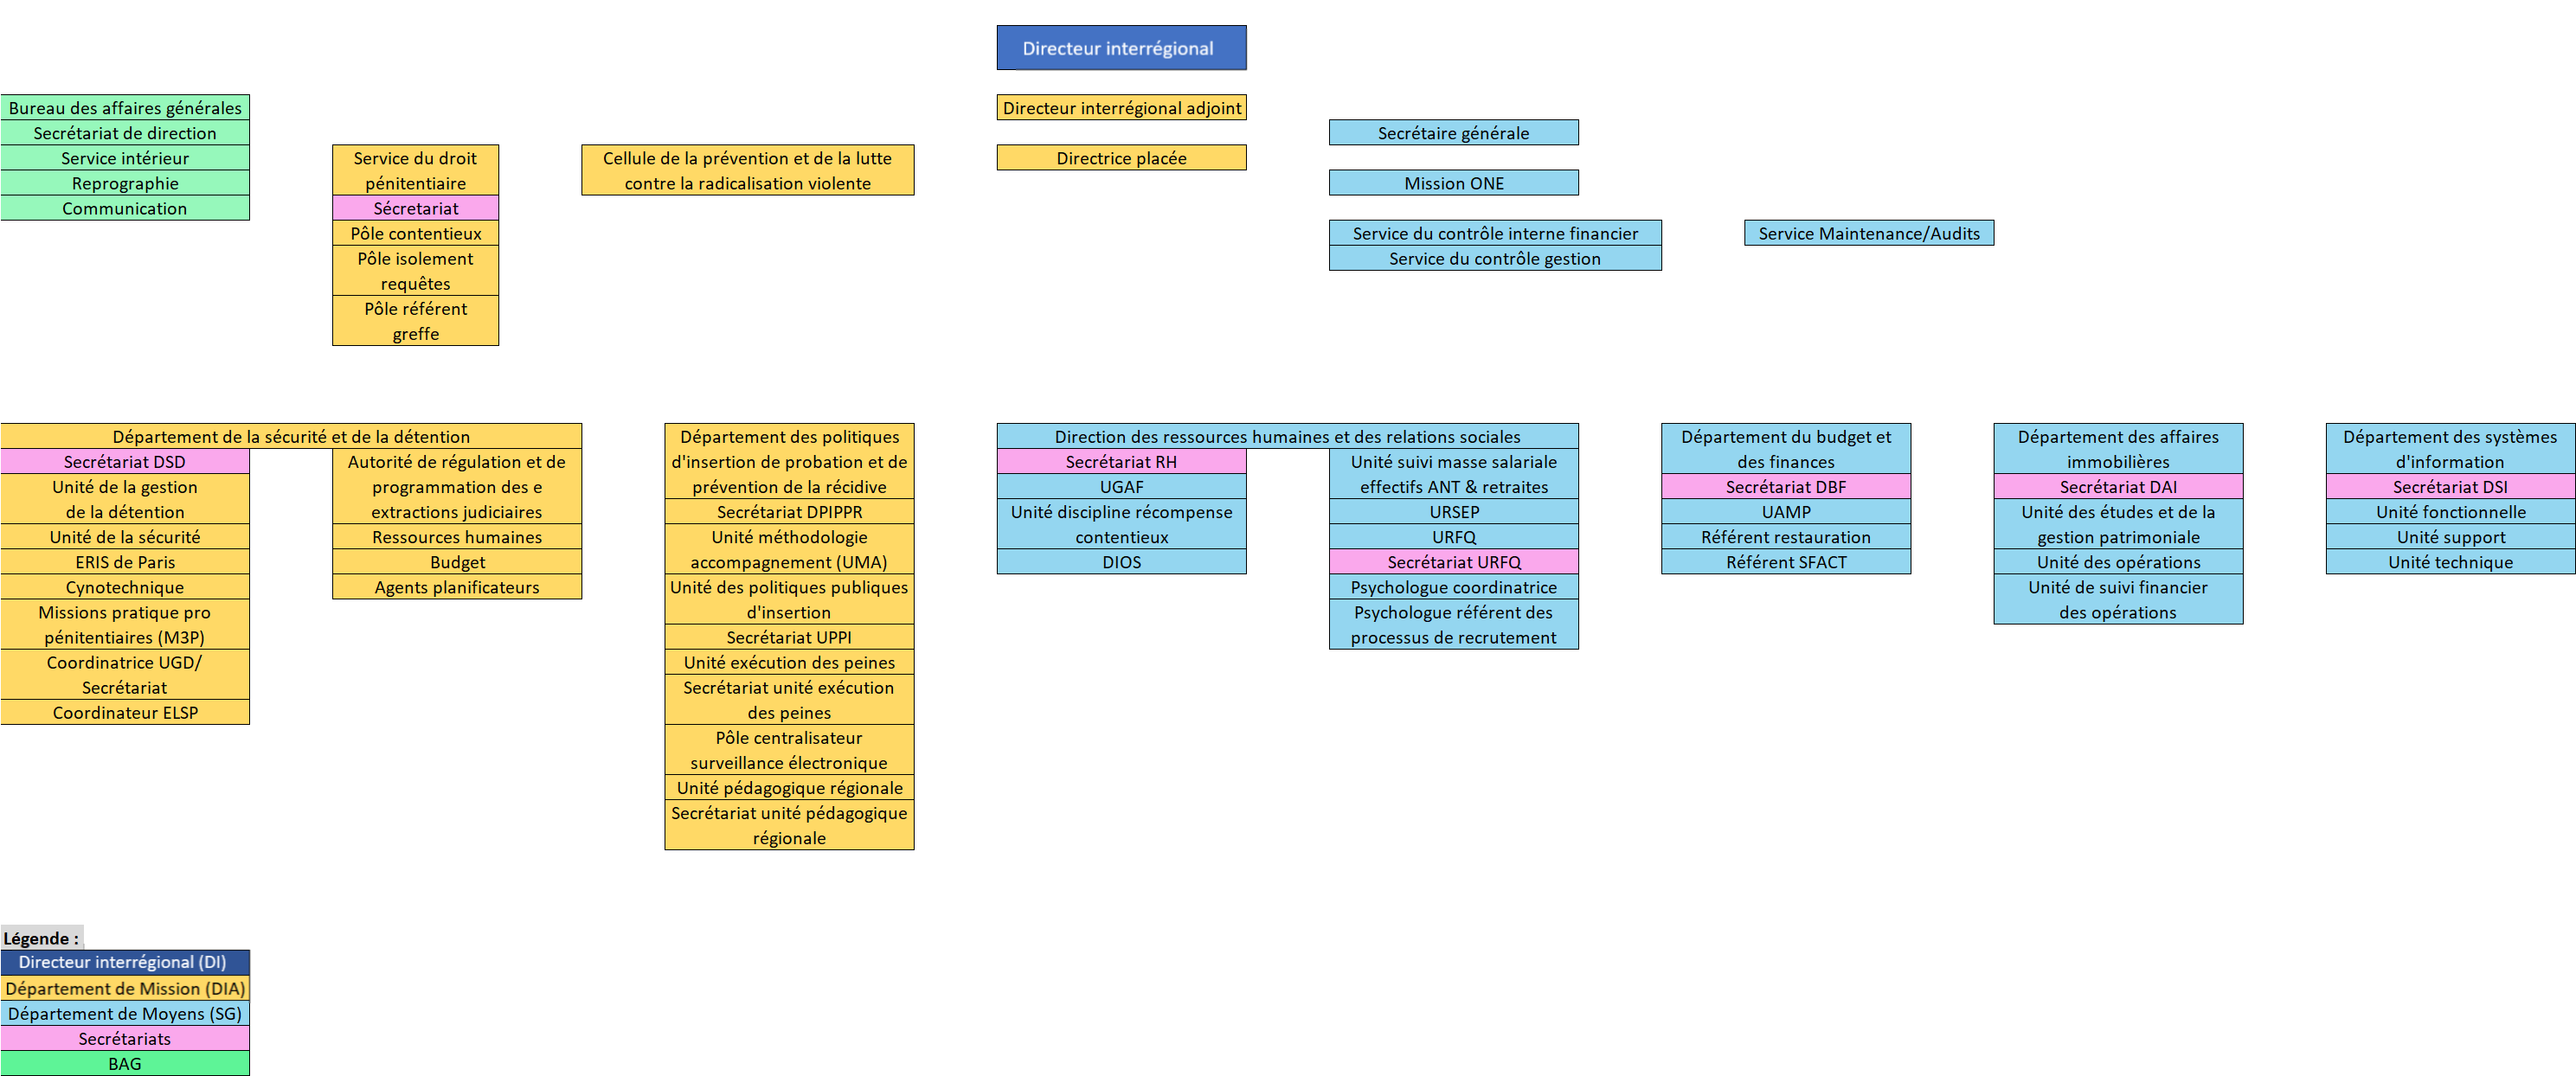 Directeur interrégional
Bureau des affaires générales
Secrétariat de direction
Service intérieur
Reprographie
Communication
Service du droit
pénitentiaire
Sécretariat
Pôle contentieux
Pôle isolement
requêtes
Pôle référent
greffe
Cellule de la prévention et de la lutte
contre la radicalisation violente
Directeur interrégional adjoint
Directrice placée
Secrétaire générale
Mission ONE
Service du contrôle interne financier
Service du contrôle gestion
Service Maintenance/Audits
Département de la sécurité et de la détention
Secrétariat DSD
Unité de la gestion
de la détention
Unité de la sécurité
ERIS de Paris
Cynotechnique
Missions pratique pro
pénitentiaires (M3P)
Coordinatrice UGD/
Secrétariat
Coordinateur ELSP
Autorité de régulation et de
programmation des e
extractions judiciaires
Ressources humaines
Budget
Agents planificateurs
Département des politiques
d'insertion de probation et de
prévention de la récidive
Secrétariat DPIPPR
Unité méthodologie
accompagnement (UMA)
Unité des politiques publiques
d'insertion
Secrétariat UPPI
Unité exécution des peines
Secrétariat unité exécution
des peines
Pôle centralisateur
surveillance électronique
Unité pédagogique régionale
Secrétariat unité pédagogique
régionale
Direction des ressources humaines et des relations sociales
Secrétariat RH
UGAF
Unité discipline récompense
contentieux
DIOS
Unité suivi masse salariale
effectifs ANT & retraites
URSEP
URFQ
Secrétariat URFQ
Psychologue coordinatrice
Psychologue référent des
processus de recrutement
Département du budget et
des finances
Secrétariat DBF
UAMP
Référent restauration
Référent SFACT
Département des affaires
immobilières
Secrétariat DAI
Unité des études et de la
gestion patrimoniale
Unité des opérations
Unité de suivi financier
des opérations
Département des systèmes
d'information
Secrétariat DSI
Unité fonctionnelle
Unité support
Unité technique
Légende :
Directeur interrégional (DI)
Département de Mission (DIA)
Département de Moyens (SG)
Secrétariats
BAG